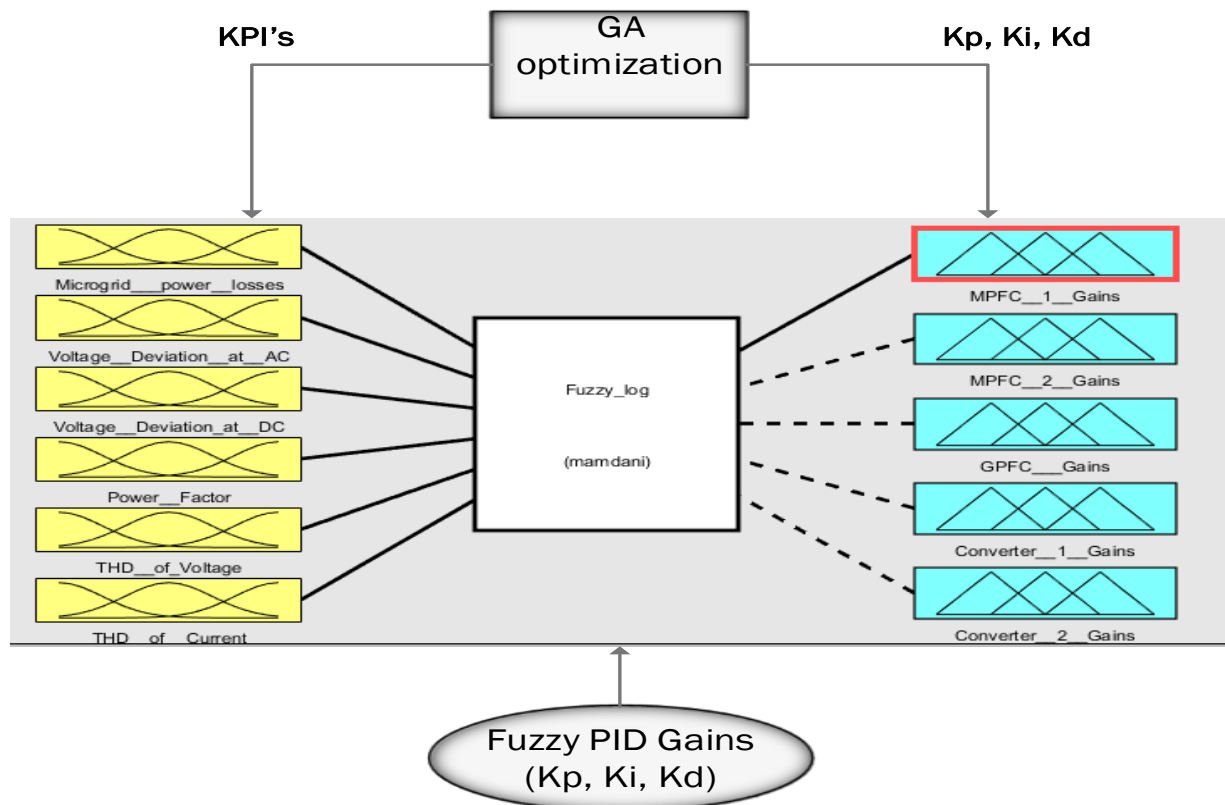 KPI's
GA
optimization
Kp, Ki, Kd
Microgrid___power__losses
Voltage__Deviation__at__AC
Voltage__Deviation_at__DC
Power__Factor
THD__of_Voltage
THD__of__Current
Fuzzy_log
(mamdani)
MPFC__1__Gains
MPFC__2__Gains
GPFC___Gains
Converter__1__Gains
Converter__2__Gains
Fuzzy PID Gains
(Kp, Ki, Kd)